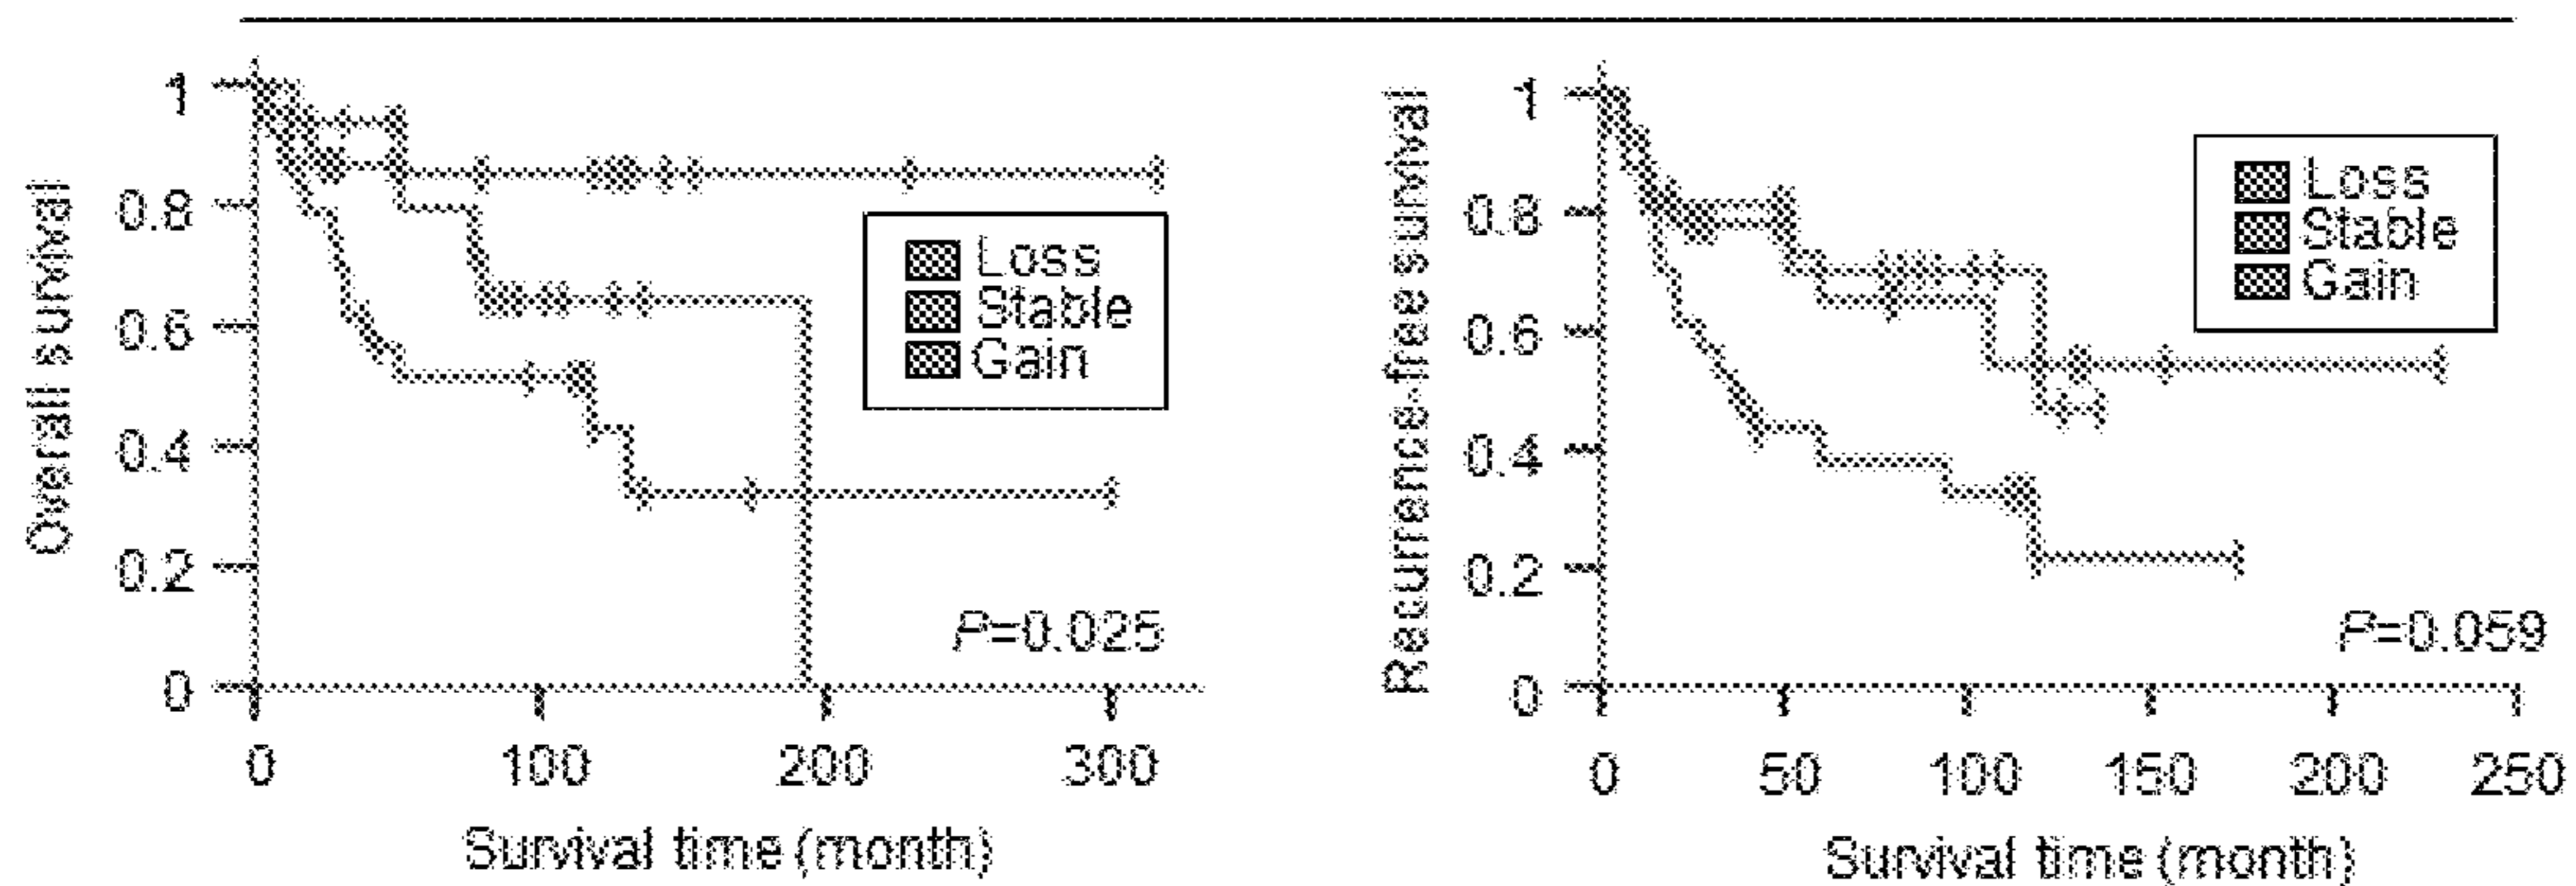 Overall survival
1
0.8
0.6
0.4
0.2
0
0 100 200 300
Survival time (month)
Loss
Stable
Gain
P=0.025
Recurrence-free survival
1
0.8
0.6
0.4
0.2
0
0 50 100 150 200 250
Survival time (month)
Loss
Stable
Gain
P=0.059